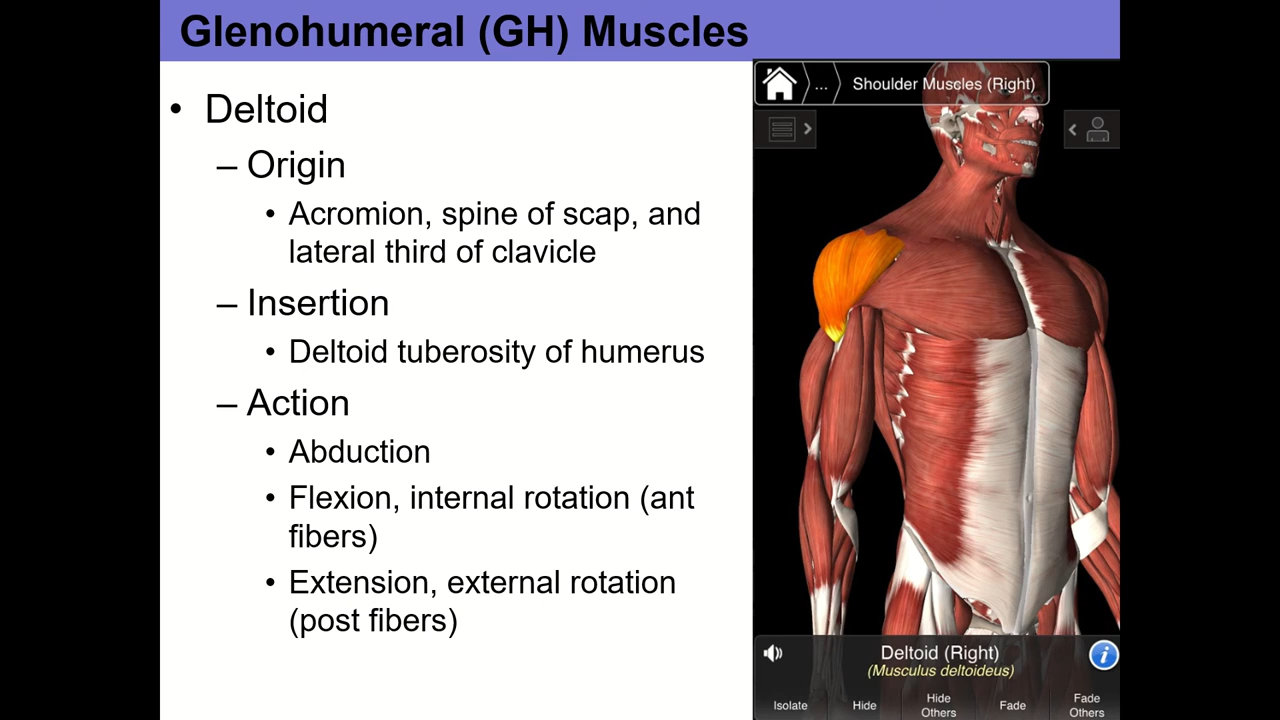 Glenohumeral (GH) Muscles
• Deltoid
– Origin
• Acromion, spine of scap, and
lateral third of clavicle
– Insertion
• Deltoid tuberosity of humerus
– Action
• Abduction
• Flexion, internal rotation (ant
fibers)
• Extension, external rotation
(post fibers)
... Shoulder Muscles (Right)
Deltoid (Right)
(Musculus deltoideus)
i
Isolate
Hide
Hide
Others
Fade
Fade
Others